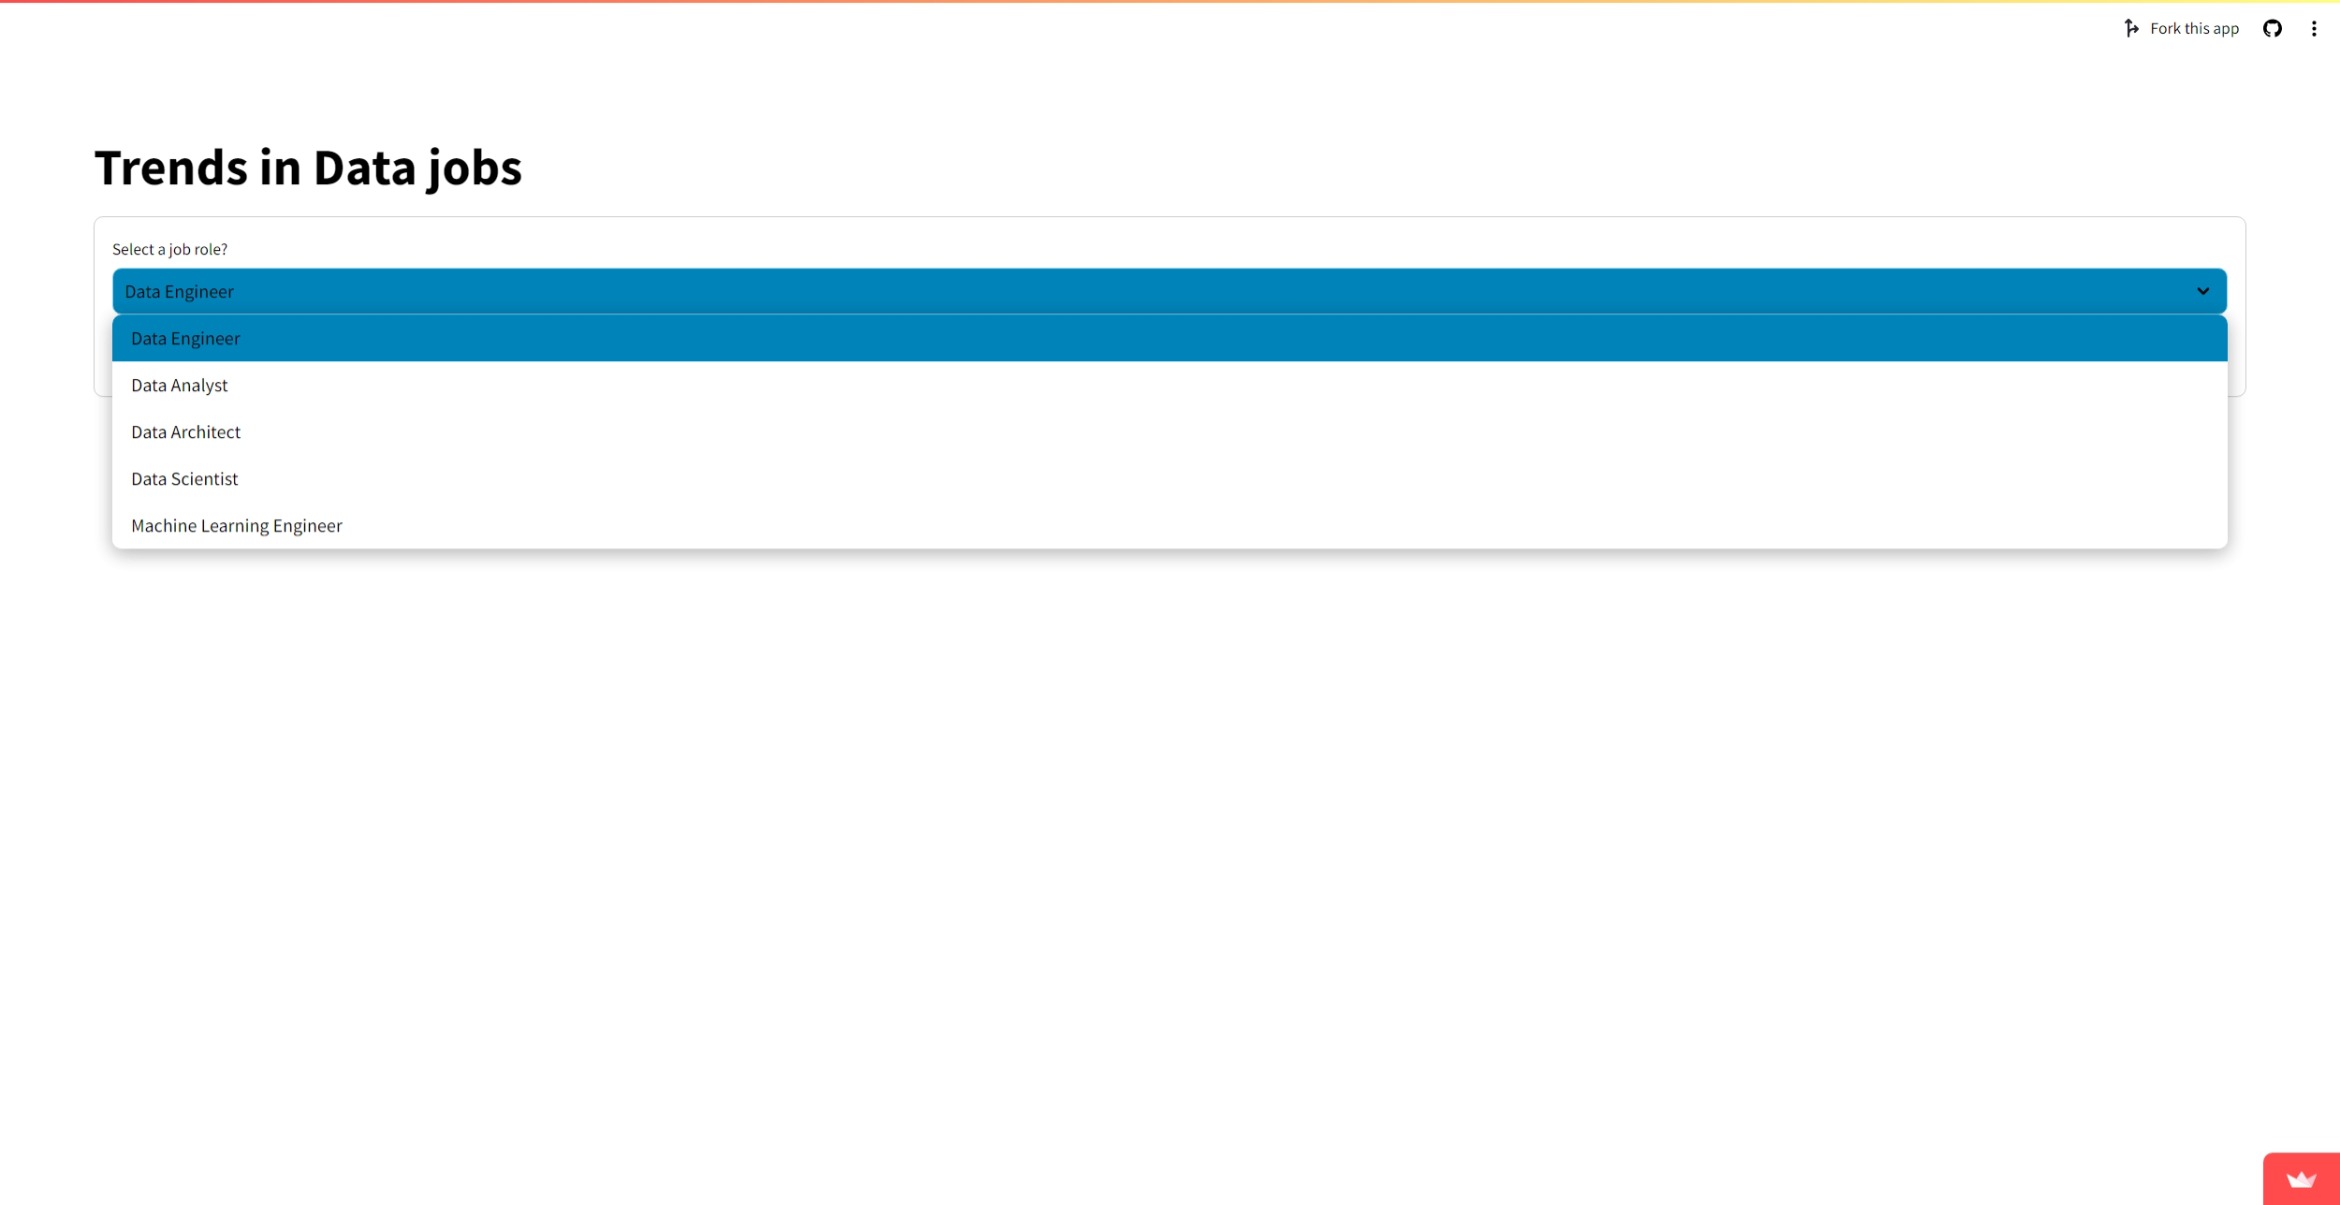 Fork this app
Trends in Data jobs
Select a job role?
Data Engineer
Data Engineer
Data Analyst
Data Architect
Data Scientist
Machine Learning Engineer